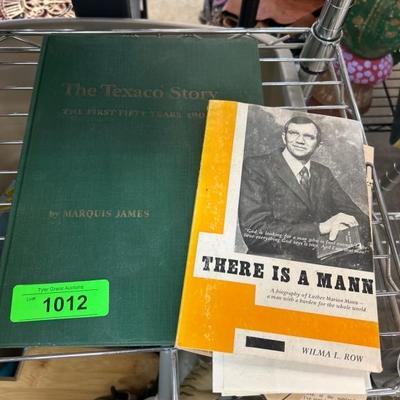 The Texaco Story
THE FIRST FIFTY YEARS 190
by MARQUIS JAMES
Tyler Grace Auctions
Lot#
1012
"God is looking for a man who is fool enough
THERE IS A MANN
A biography of Luther Marion Mann —
a man with a burden for the whole world.
WILMA L. ROW